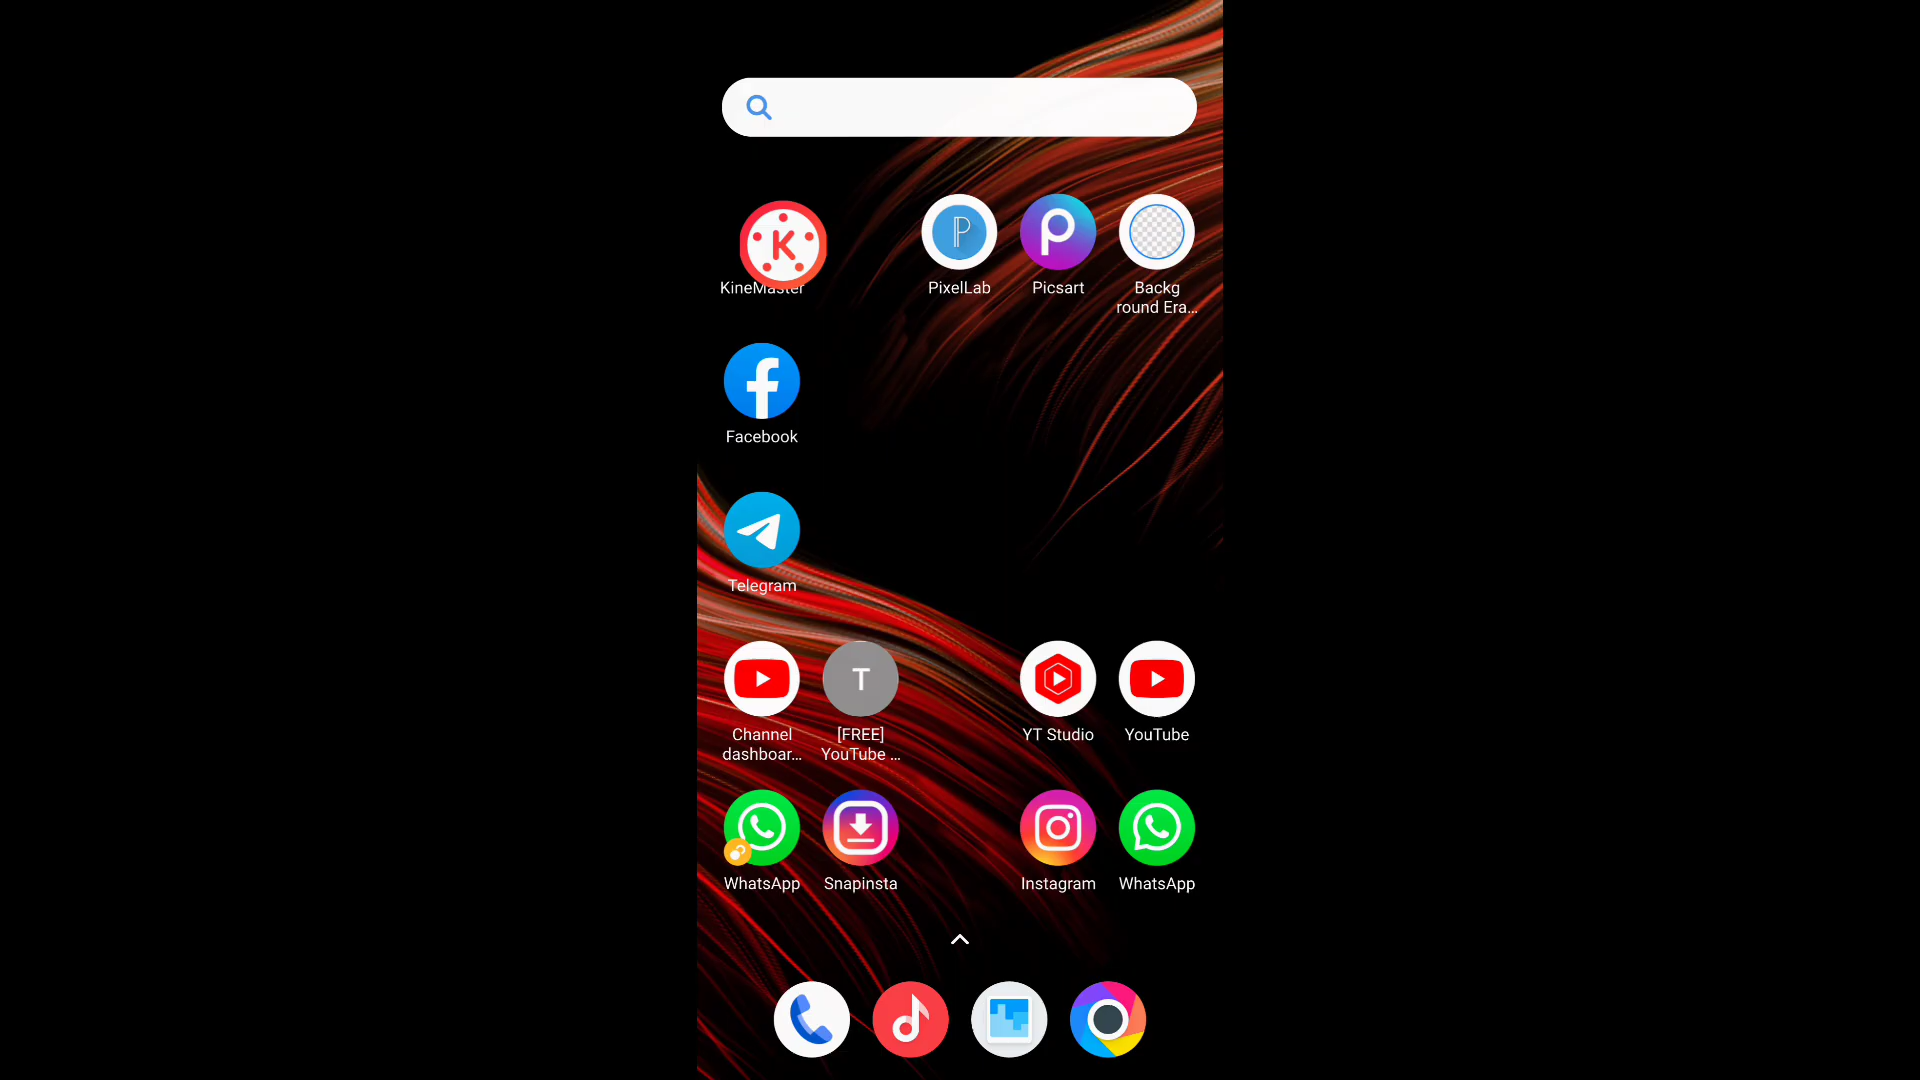 K
KineMaster
P
PixelLab
Picsart
Backg
round Era...
Facebook
Telegram
T
Channel
dashboar...
[FREE]
YouTube ...
YT Studio
YouTube
WhatsApp
Snapinsta
Instagram
WhatsApp